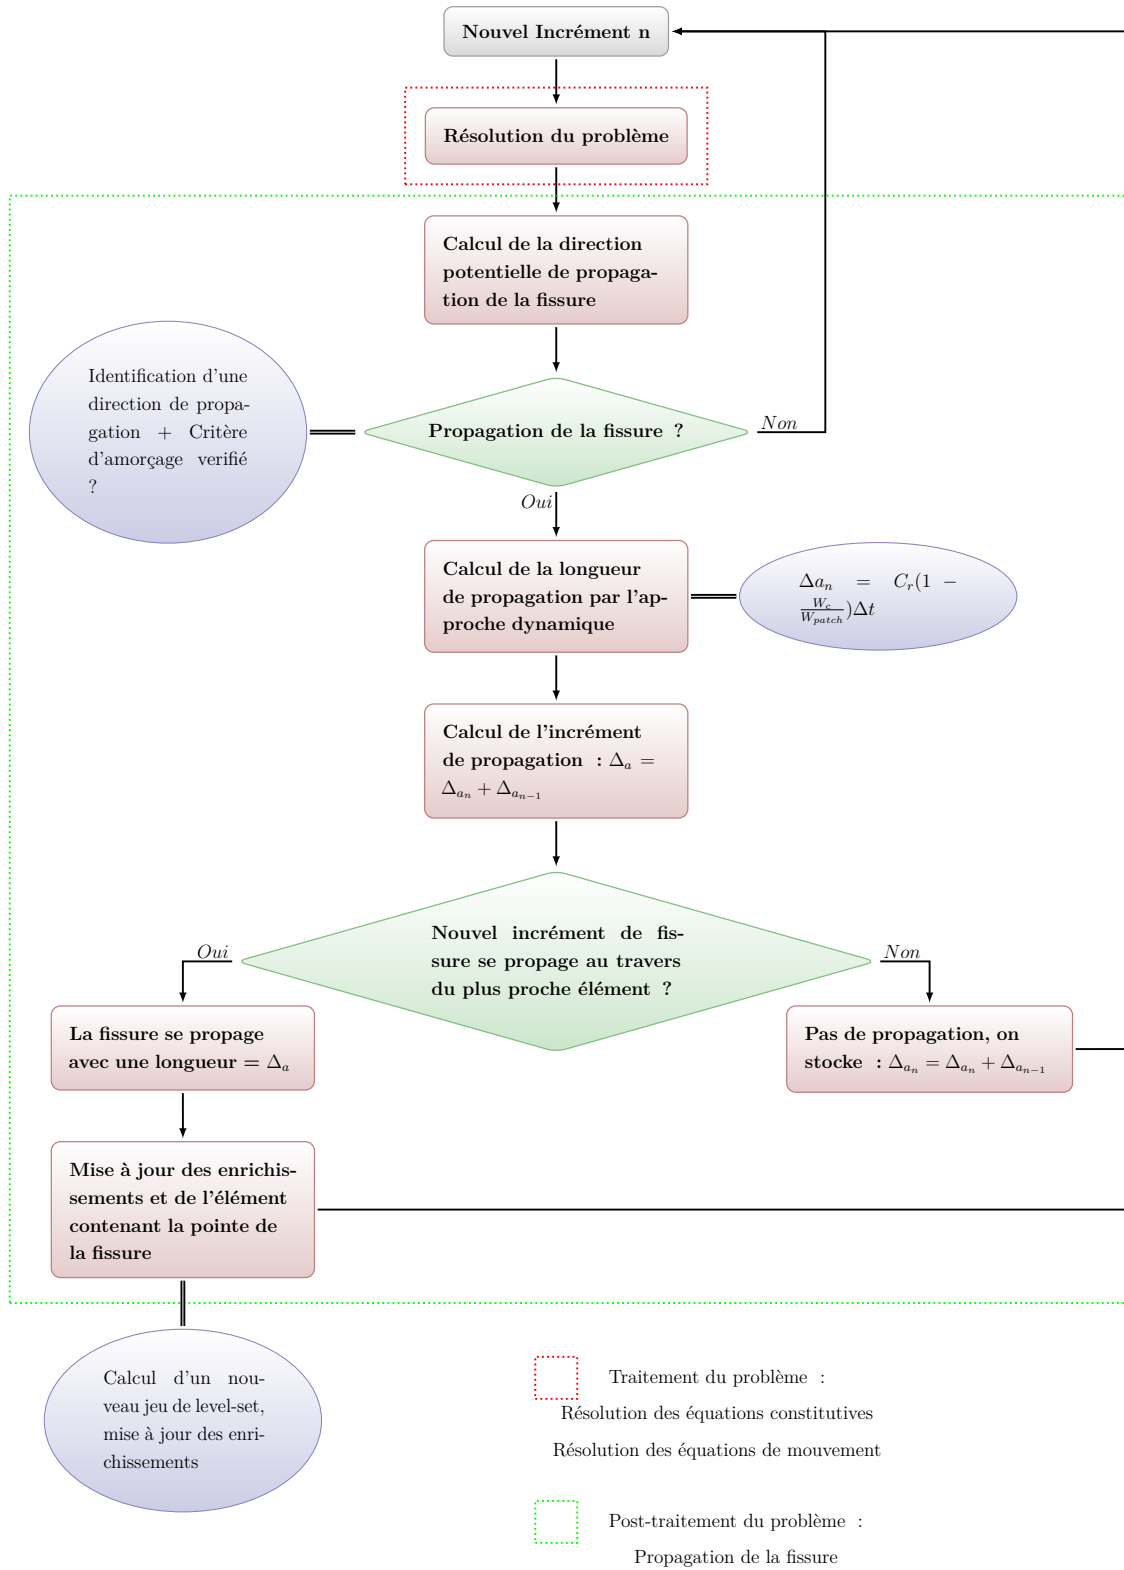 Nouvel Incrément n
Résolution du problème
Calcul de la direction
potentielle de propaga-
tion de la fissure
Identification d'une
direction de propa-
gation + Critère
d'amorçage verifié
?
Propagation de la fissure ?
Non
Oui
Calcul de la longueur
de propagation par l'ap-
proche dynamique
Δa_n = C_r(1 −
W_c/W_patch)Δt
Calcul de l'incrément
de propagation : Δ_a =
Δ_{a_n} + Δ_{a_{n−1}}
Nouvel incrément de fis-
sure se propage au travers
du plus proche élément ?
Oui
Non
La fissure se propage
avec une longueur = Δ_a
Pas de propagation, on
stocke : Δ_{a_n} = Δ_{a_n} + Δ_{a_{n−1}}
Mise à jour des enrichis-
sements et de l'élément
contenant la pointe de
la fissure
Calcul d'un nou-
veau jeu de level-set,
mise à jour des enri-
chissements
Traitement du problème :
Résolution des équations constitutives
Résolution des équations de mouvement
Post-traitement du problème :
Propagation de la fissure